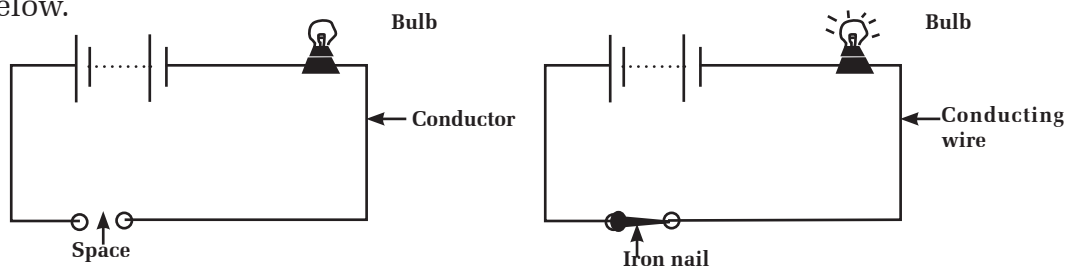 elow.
Bulb
Bulb
Conductor
Conducting
wire
Space
Iron nail